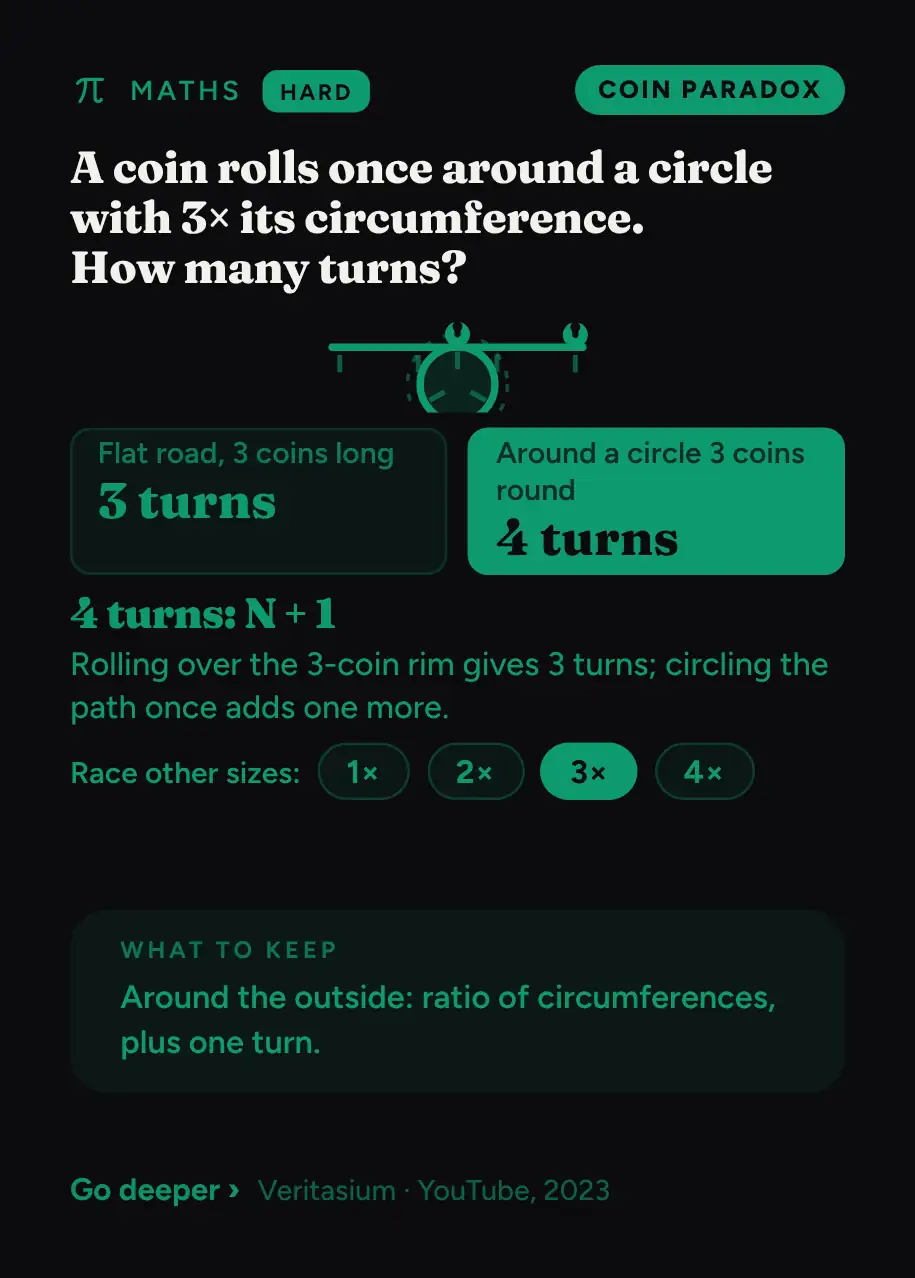 π MATHS HARD COIN PARADOX
A coin rolls once around a circle
with 3× its circumference.
How many turns?
Flat road, 3 coins long
3 turns
Around a circle 3 coins
round
4 turns
4 turns: N + 1
Rolling over the 3-coin rim gives 3 turns; circling the
path once adds one more.
Race other sizes: 1× 2× 3× 4×
WHAT TO KEEP
Around the outside: ratio of circumferences,
plus one turn.
Go deeper › Veritasium · YouTube, 2023